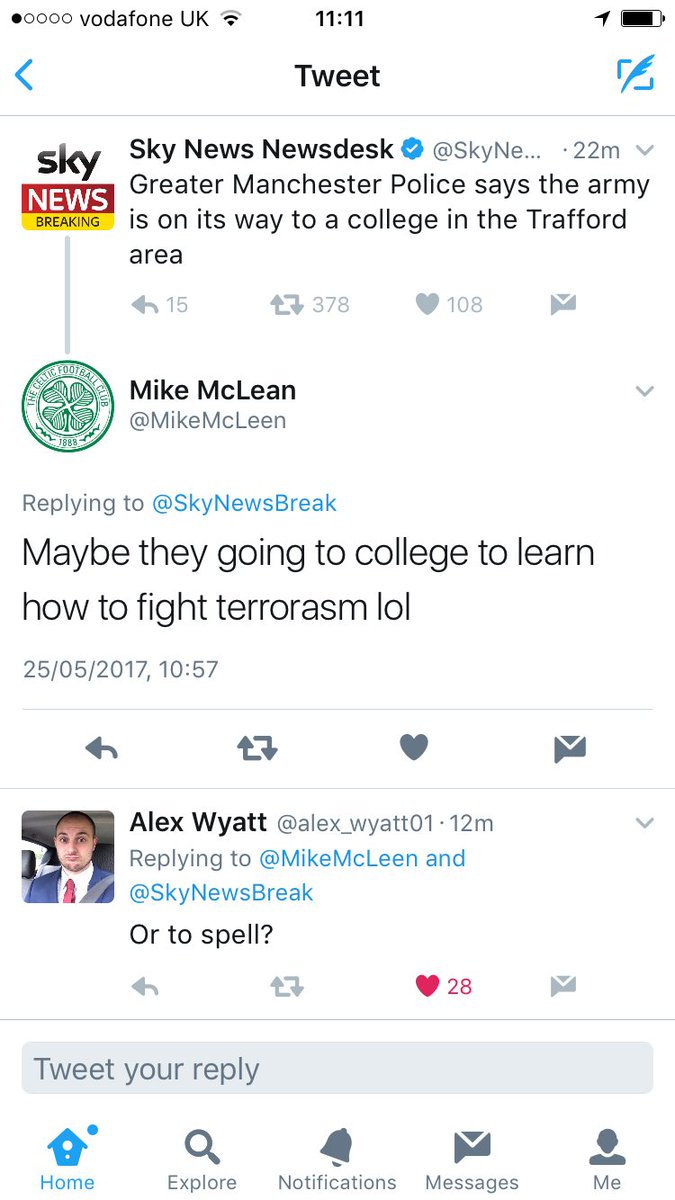 vodafone UK
11:11
Tweet
sky
NEWS
BREAKING
Sky News Newsdesk @SkyNe... · 22m
Greater Manchester Police says the army
is on its way to a college in the Trafford
area
15 378 108
THE CELTIC FOOTBALL CLUB
1888
Mike McLean
@MikeMcLeen
Replying to @SkyNewsBreak
Maybe they going to college to learn
how to fight terrorasm lol
25/05/2017, 10:57
Alex Wyatt @alex_wyatt01 · 12m
Replying to @MikeMcLeen and
@SkyNewsBreak
Or to spell?
28
Tweet your reply
Home Explore Notifications Messages Me